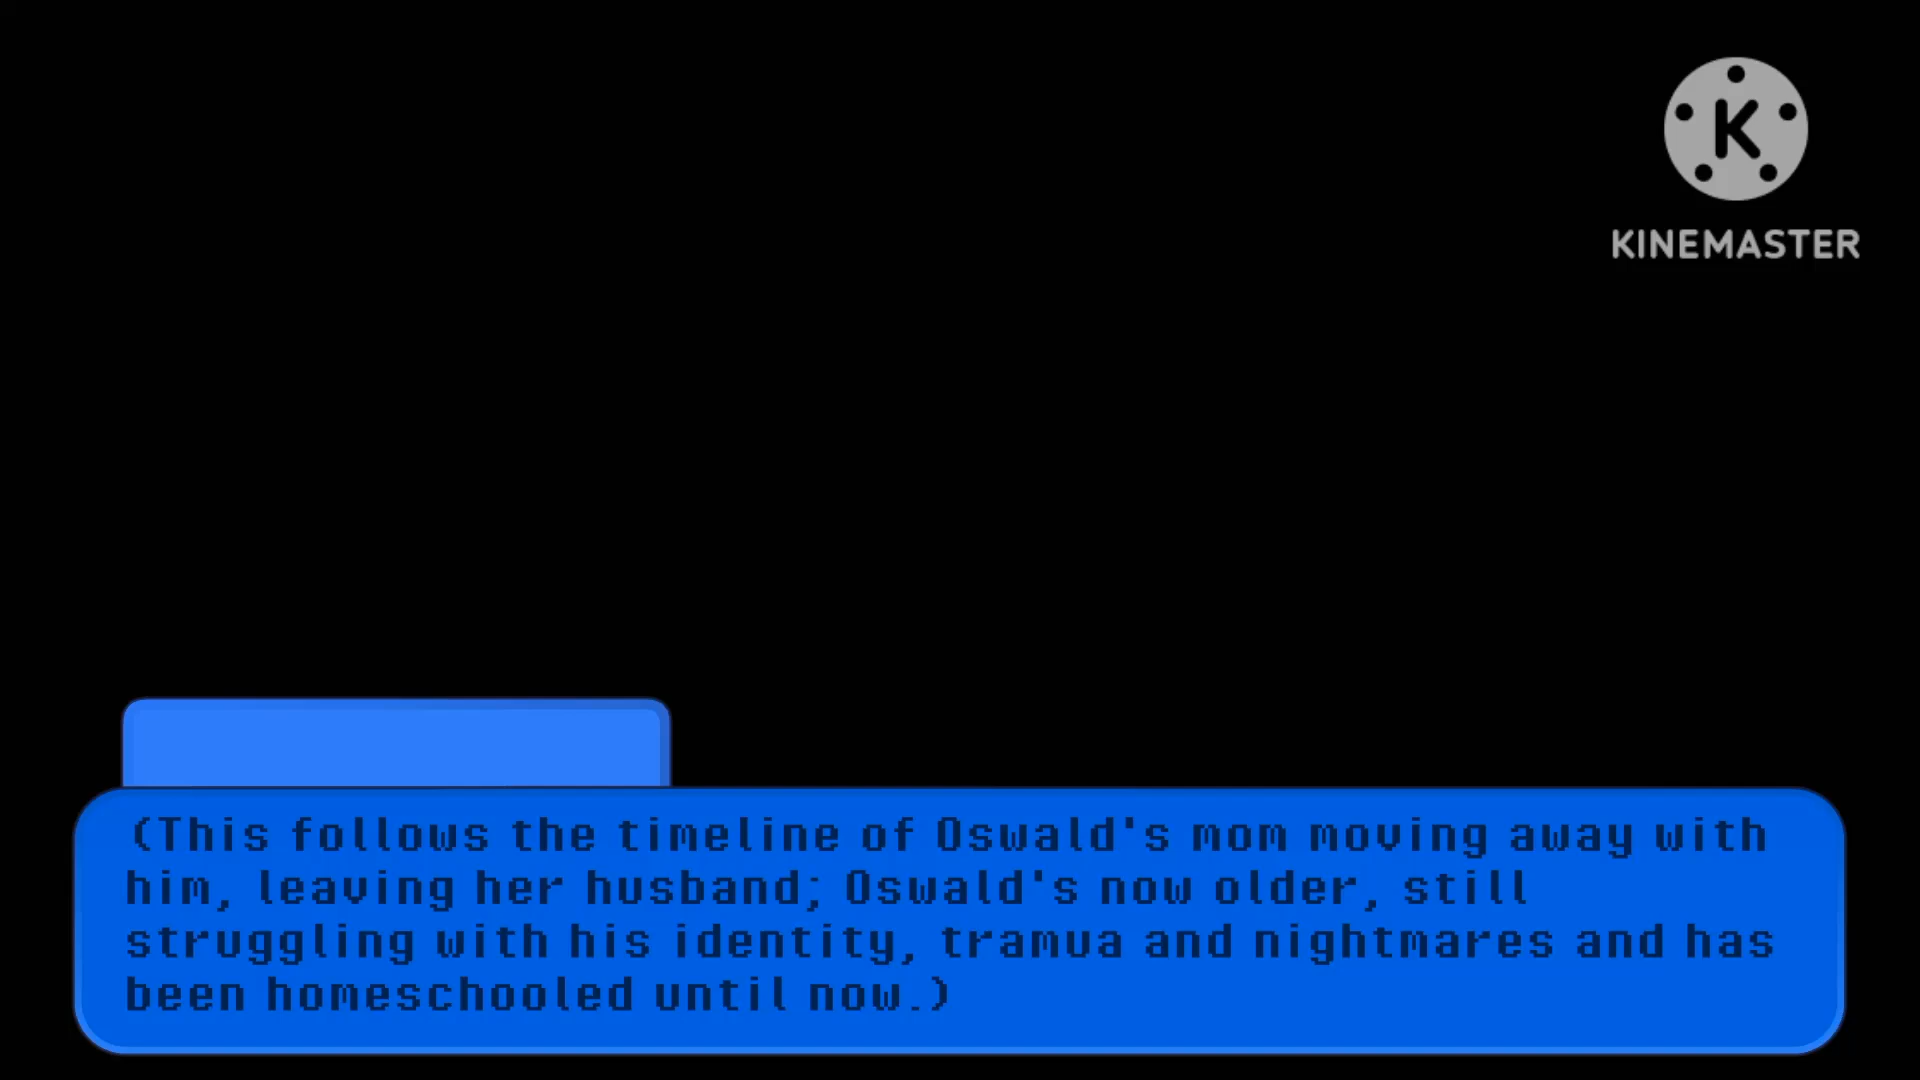 K
KINEMASTER
(This follows the timeline of Oswald's mom moving away with
him, leaving her husband; Oswald's now older, still
struggling with his identity, tramua and nightmares and has
been homeschooled until now.)